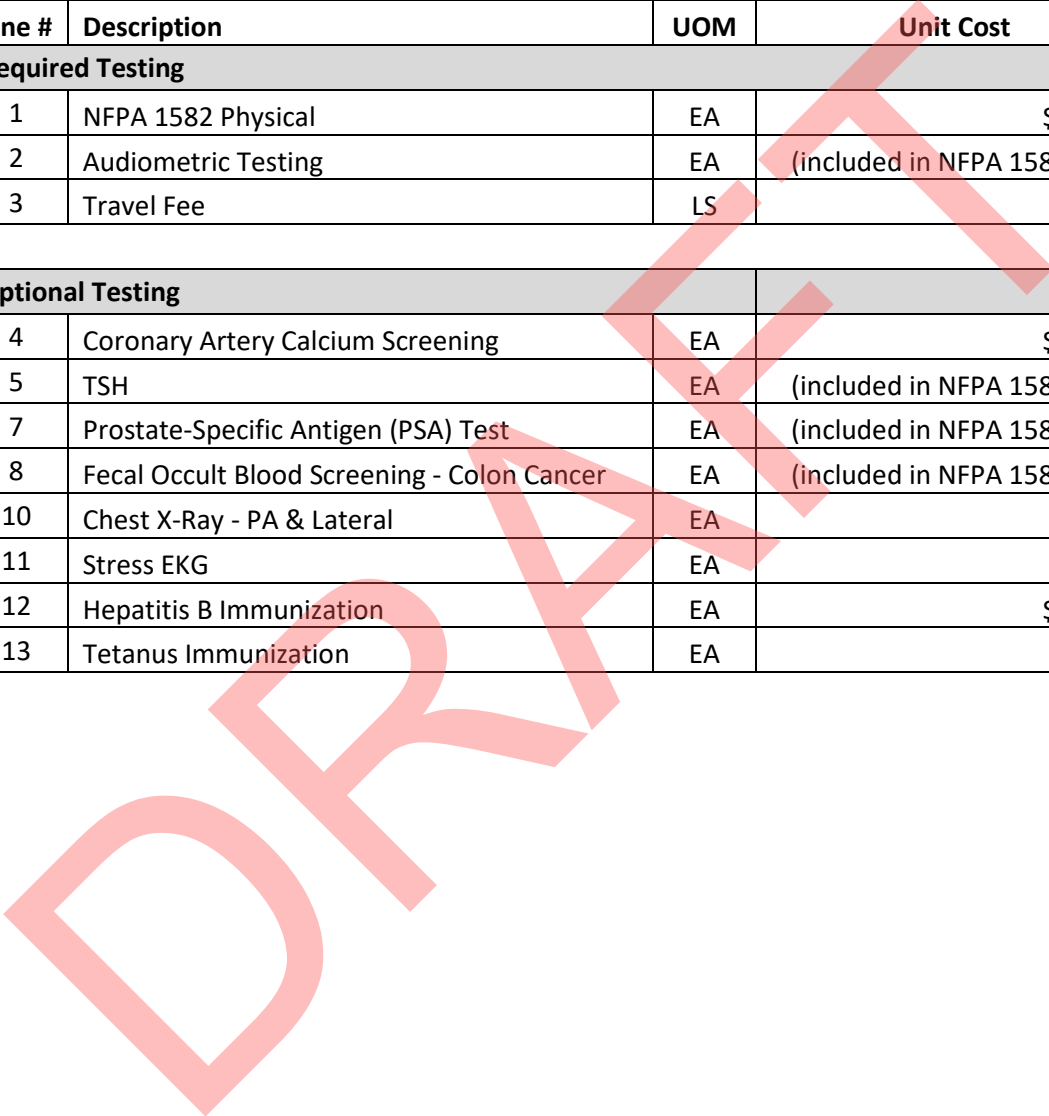 ne # Description UOM Unit Cost
equired Testing
1 NFPA 1582 Physical EA $
2 Audiometric Testing EA (included in NFPA 158
3 Travel Fee LS
ptional Testing
4 Coronary Artery Calcium Screening EA $
5 TSH EA (included in NFPA 158
7 Prostate-Specific Antigen (PSA) Test EA (included in NFPA 158
8 Fecal Occult Blood Screening - Colon Cancer EA (included in NFPA 158
10 Chest X-Ray - PA & Lateral EA
11 Stress EKG EA
12 Hepatitis B Immunization EA $
13 Tetanus Immunization EA
DRAFT